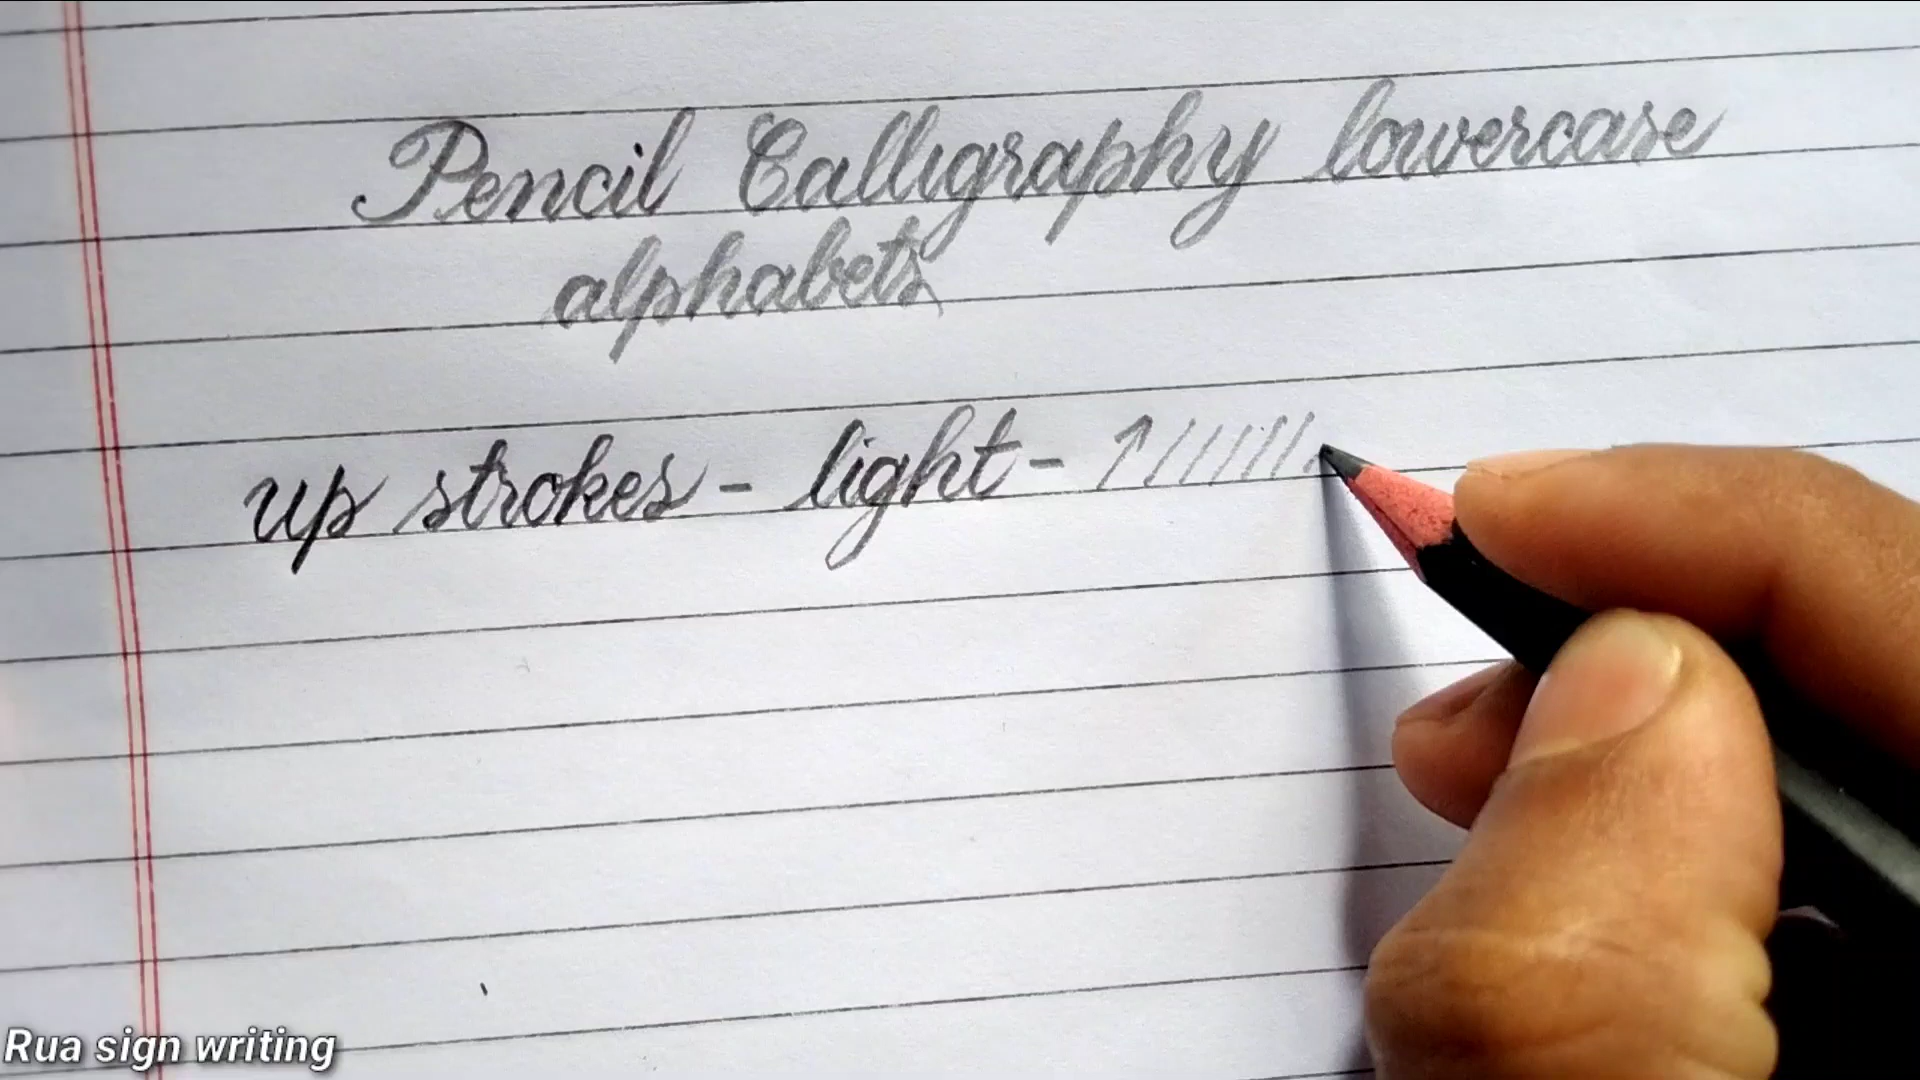 Pencil Calligraphy lowercase
alphabets
up strokes - light - ↑//////
Rua sign writing